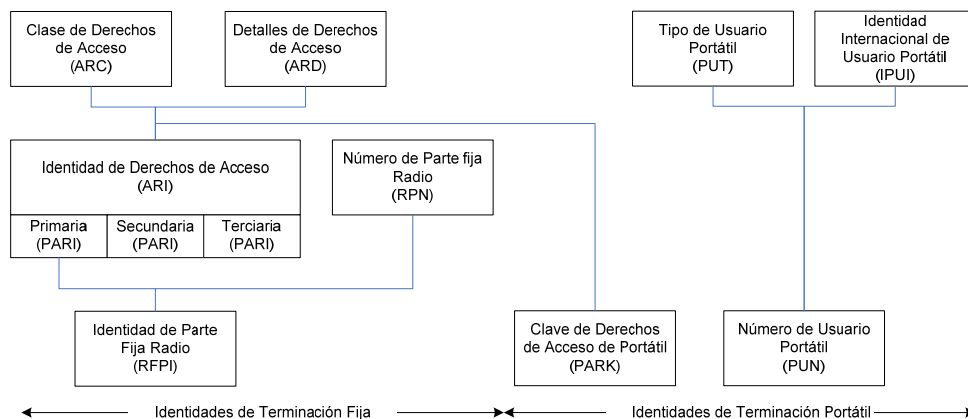 Clase de Derechos
de Acceso
(ARC)
Detalles de Derechos
de Acceso
(ARD)
Tipo de Usuario
Portátil
(PUT)
Identidad
Internacional de
Usuario Portátil
(IPUI)
Identidad de Derechos de Acceso
(ARI)
Primaria
(PARI)
Secundaria
(PARI)
Terciaria
(PARI)
Número de Parte fija
Radio
(RPN)
Identidad de Parte
Fija Radio
(RFPI)
Clave de Derechos
de Acceso de Portátil
(PARK)
Número de Usuario
Portátil
(PUN)
Identidades de Terminación Fija
Identidades de Terminación Portátil